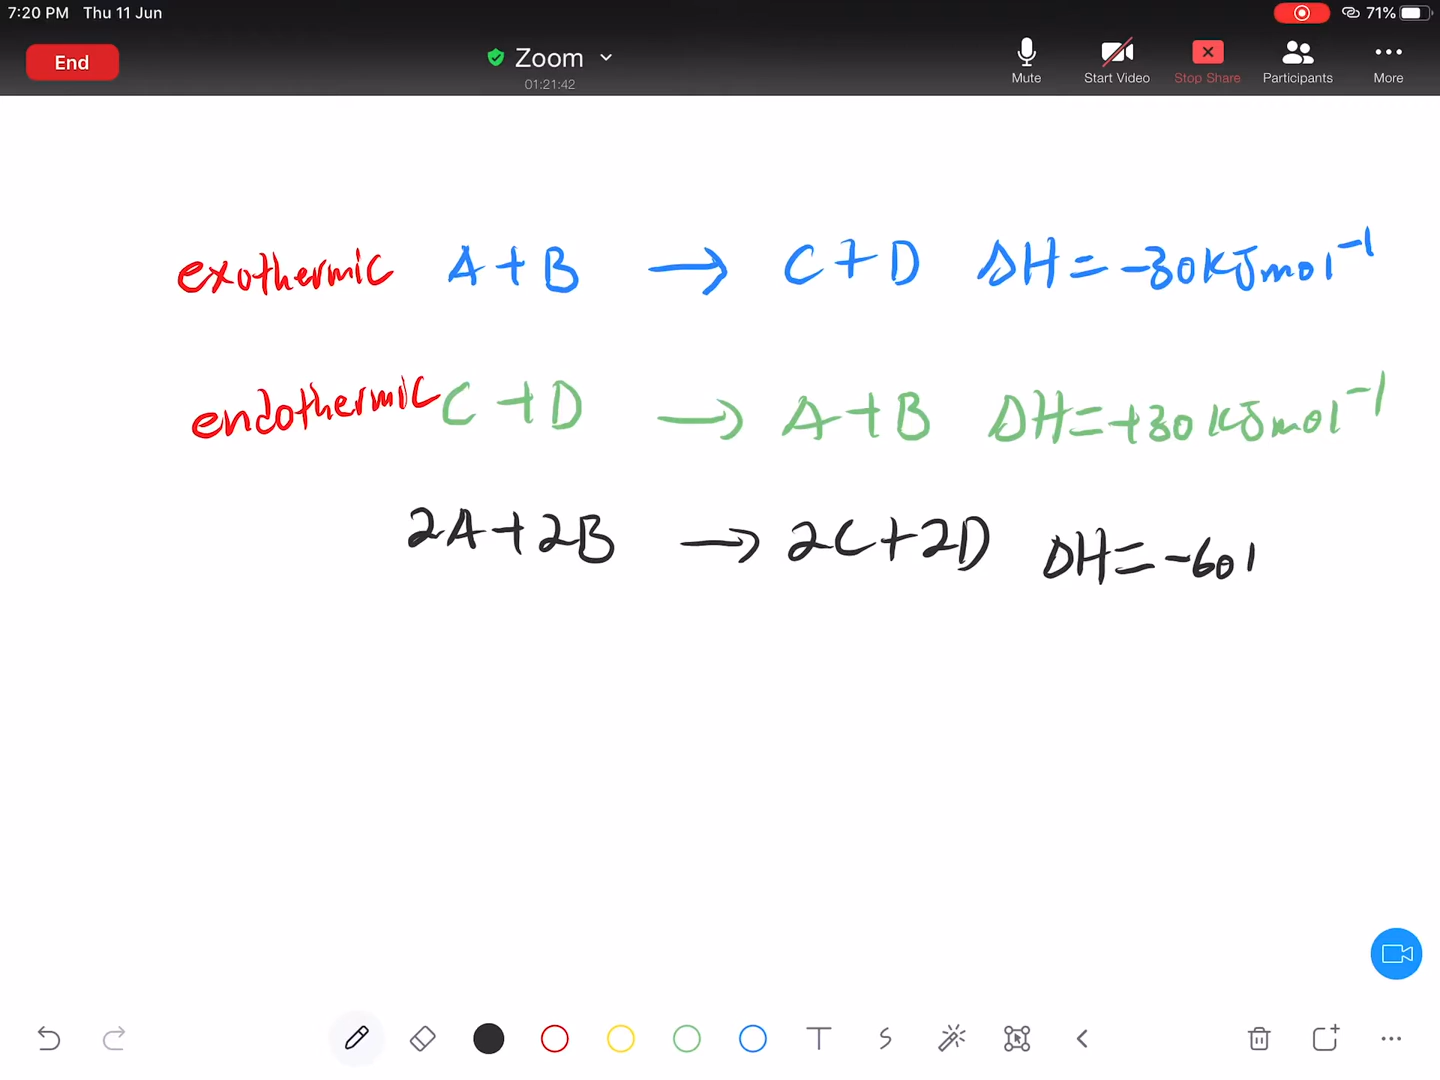 7:20 PM Thu 11 Jun 71%
End Zoom 01:21:42 Mute Start Video Stop Share Participants More
exothermic A + B → C + D ΔH = -30KJmol⁻¹
endothermic C + D → A + B ΔH = +30KJmol⁻¹
2A + 2B → 2C + 2D ΔH = -60